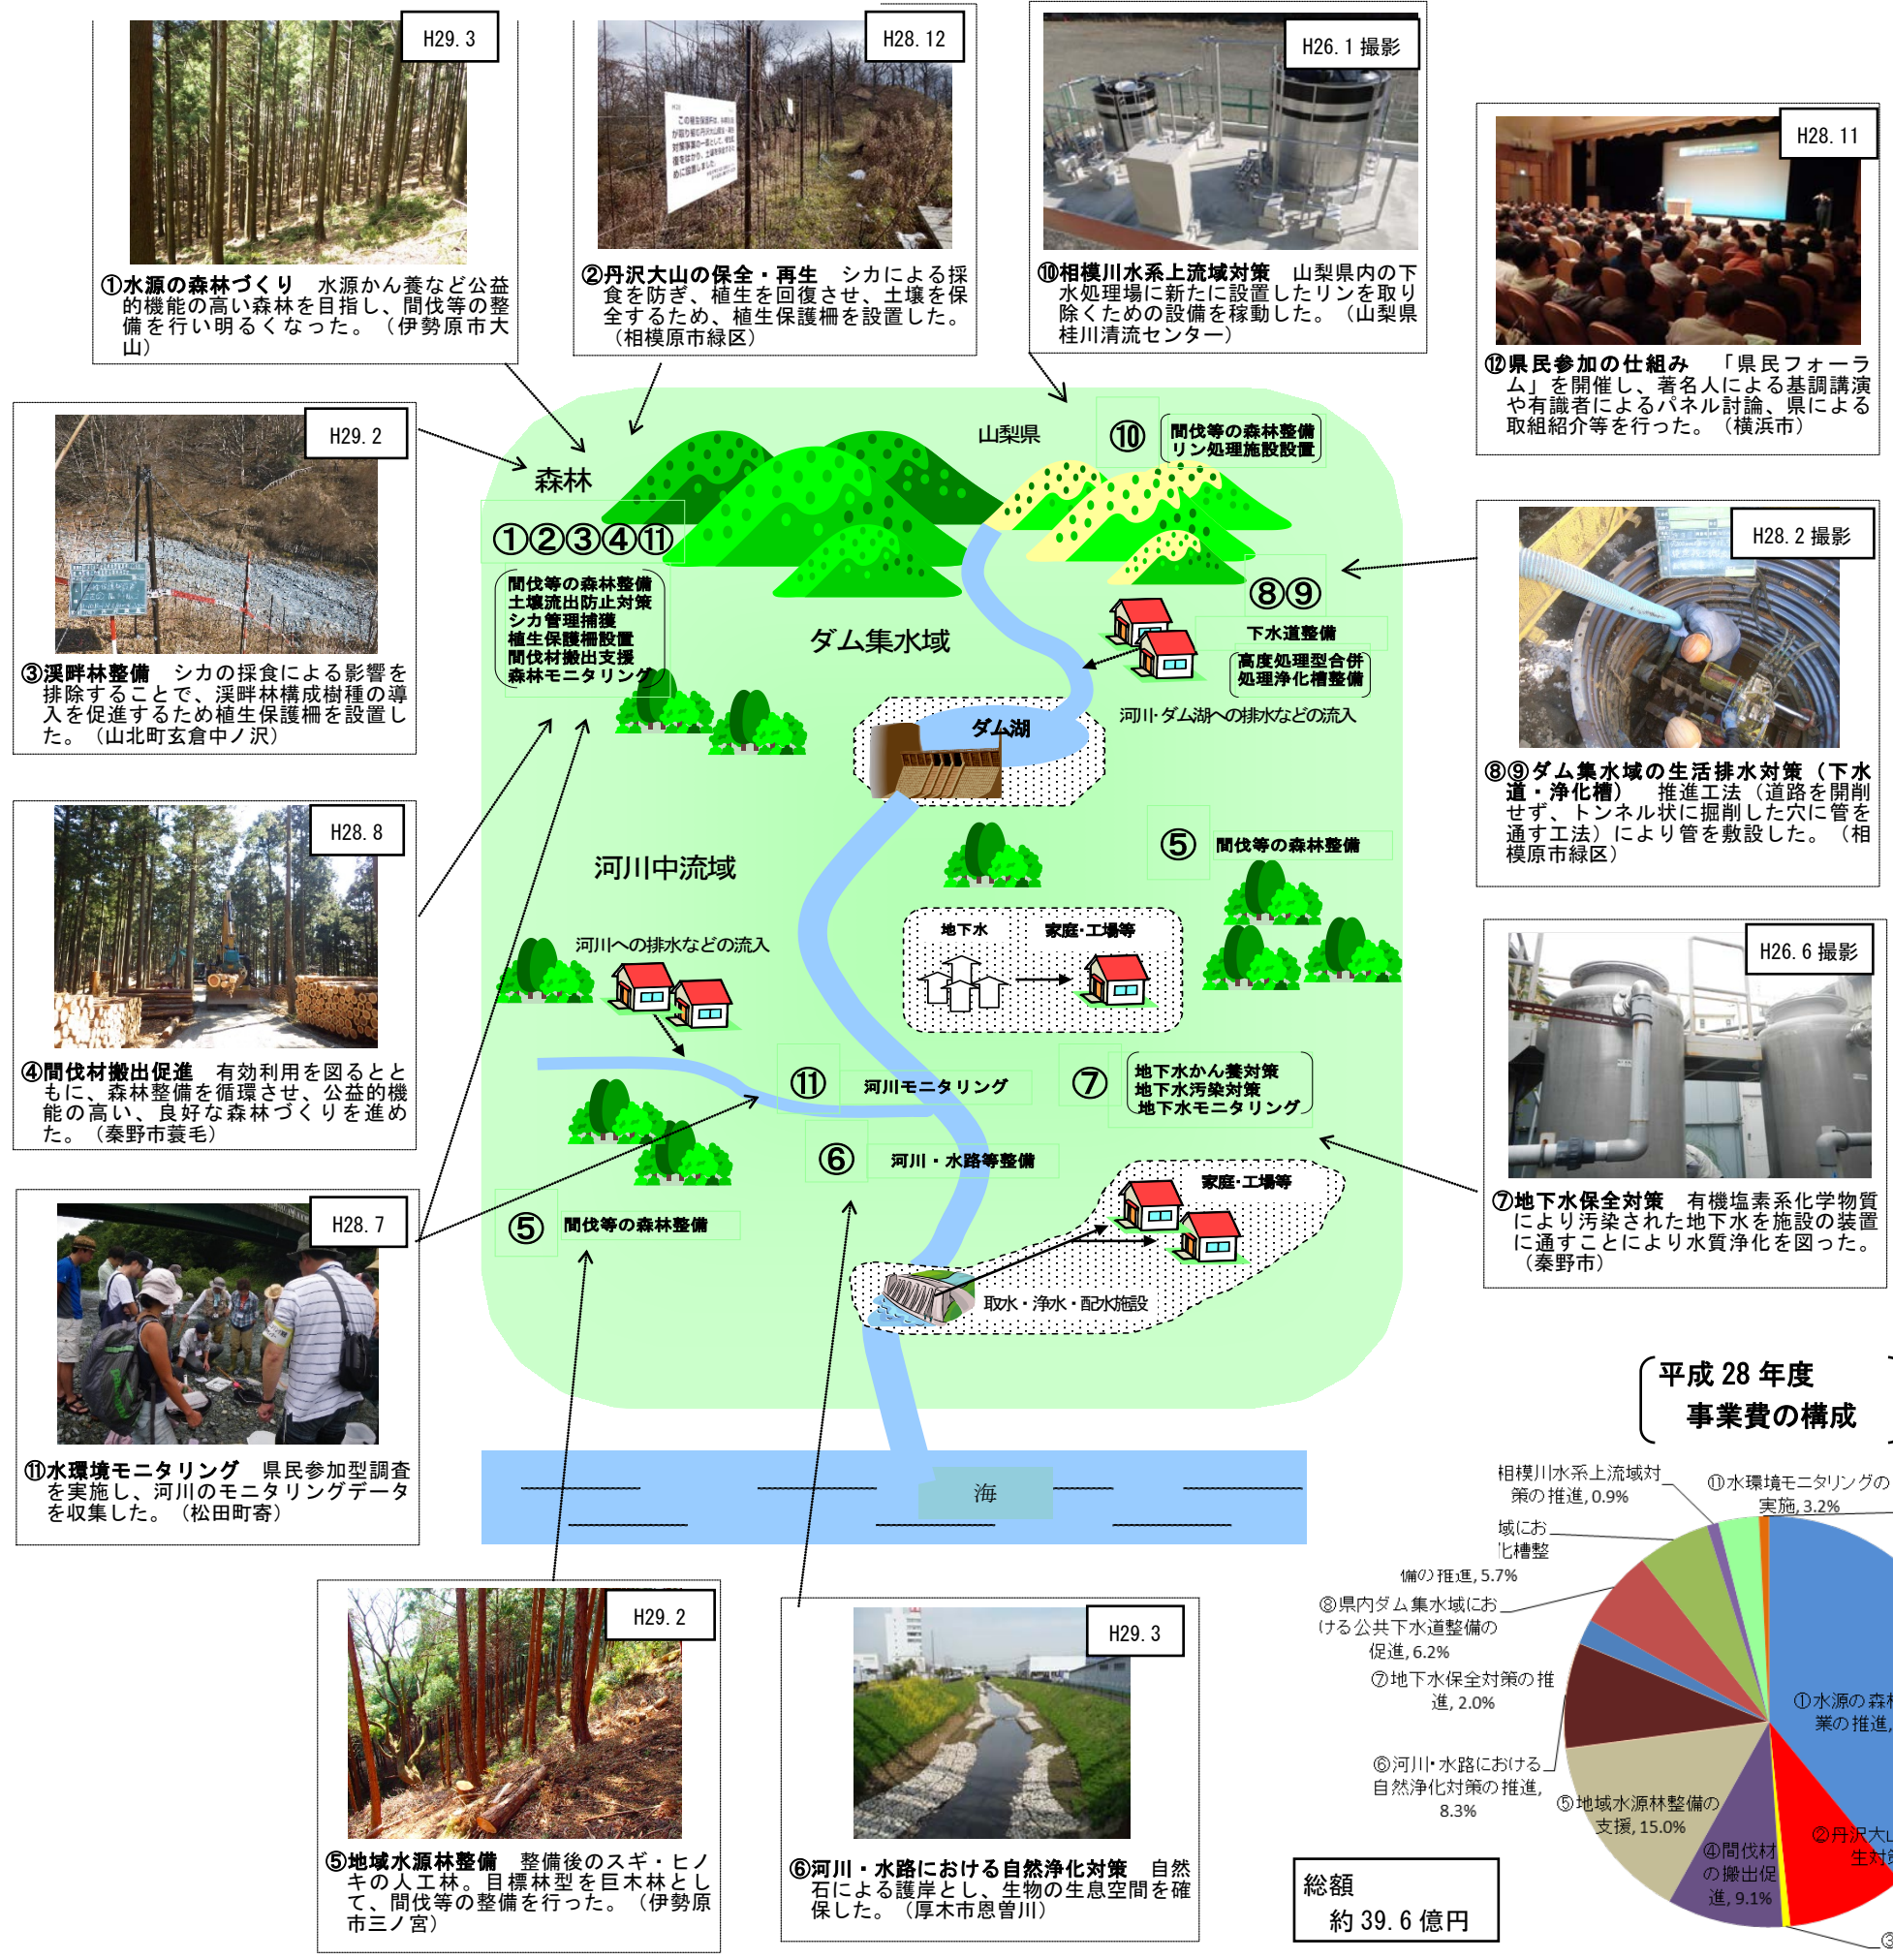 H29.3
①水源の森林づくり 水源かん養など公益
的機能の高い森林を目指し、間伐等の整
備を行い明るくなった。（伊勢原市大
山）
H28.12
②丹沢大山の保全・再生 シカによる採
食を防ぎ、植生を回復させ、土壌を保
全するため、植生保護柵を設置した。
（相模原市緑区）
H26.1 撮影
⑩相模川水系上流域対策 山梨県内の下
水処理場に新たに設置したリンを取り
除くための設備を稼動した。（山梨県
桂川清流センター）
H28.11
⑫県民参加の仕組み 「県民フォーラ
ム」を開催し、著名人による基調講演
や有識者によるパネル討論、県による
取組紹介等を行った。（横浜市）
H29.2
③渓畔林整備 シカの採食による影響を
排除することで、渓畔林構成樹種の導
入を促進するため植生保護柵を設置し
た。（山北町玄倉中ノ沢）
H28.8
④間伐材搬出促進 有効利用を図るとと
もに、森林整備を循環させ、公益的機
能の高い、良好な森林づくりを進め
た。（秦野市蓑毛）
H28.7
⑪水環境モニタリング 県民参加型調査
を実施し、河川のモニタリングデータ
を収集した。（松田町寄）
山梨県
⑩
間伐等の森林整備
リン処理施設設置
森林
①②③④⑪
間伐等の森林整備
土壌流出防止対策
シカ管理捕獲
植生保護柵設置
間伐材搬出支援
森林モニタリング
ダム集水域
⑧⑨
下水道整備
高度処理型合併
処理浄化槽整備
河川・ダム湖への排水などの流入
ダム湖
河川中流域
⑤
間伐等の森林整備
河川への排水などの流入
地下水
家庭・工場等
⑪
河川モニタリング
⑦
地下水かん養対策
地下水汚染対策
地下水モニタリング
⑥
河川・水路等整備
⑤
間伐等の森林整備
家庭・工場等
取水・浄水・配水施設
海
H28.2 撮影
⑧⑨ダム集水域の生活排水対策（下水
道・浄化槽） 推進工法（道路を開削
せず、トンネル状に掘削した穴に管を
通す工法）により管を敷設した。（相
模原市緑区）
H26.6 撮影
⑦地下水保全対策 有機塩素系化学物質
により汚染された地下水を施設の装置
に通すことにより水質浄化を図った。
（秦野市）
H29.2
⑤地域水源林整備 整備後のスギ・ヒノ
キの人工林。目標林型を巨木林とし
て、間伐等の整備を行った。（伊勢原
市三ノ宮）
H29.3
⑥河川・水路における自然浄化対策 自然
石による護岸とし、生物の生息空間を確
保した。（厚木市恩曽川）
平成 28 年度
事業費の構成
相模川水系上流域対
策の推進, 0.9%
⑪水環境モニタリングの
実施, 3.2%
域にお
化槽整
備の推進, 5.7%
⑧県内ダム集水域にお
ける公共下水道整備の
促進, 6.2%
⑦地下水保全対策の推
進, 2.0%
⑥河川・水路における
自然浄化対策の推進,
8.3%
⑤地域水源林整備の
支援, 15.0%
④間伐材
の搬出促
進, 9.1%
①水源の森林
業の推進,
②丹沢大山
生対策
③
総額
約 39.6 億円